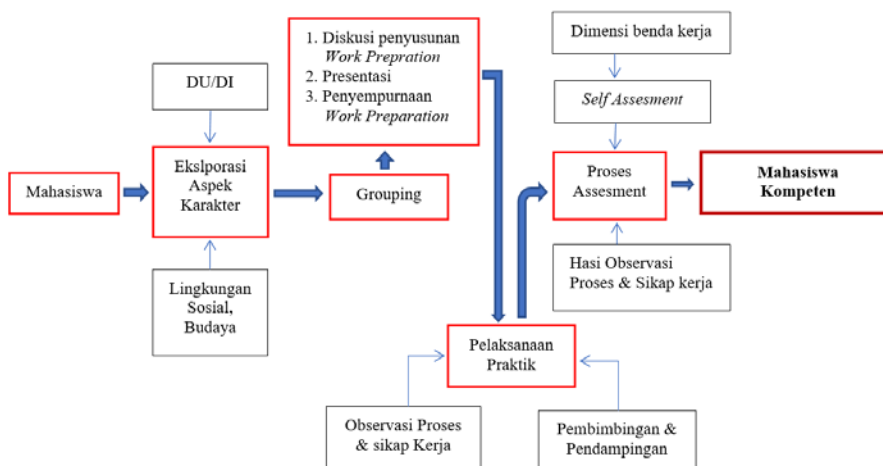 Dimensi benda kerja
1. Diskusi penyusunan
Work Prepration
2. Presentasi
3. Penyempurnaan
Work Preparation
DU/DI
Self Assesment
Mahasiswa
Ekslporasi
Aspek
Karakter
Grouping
Proses
Assesment
Mahasiswa
Kompeten
Lingkungan
Sosial,
Budaya
Hasi Observasi
Proses & Sikap kerja
Pelaksanaan
Praktik
Observasi Proses
& sikap Kerja
Pembimbingan &
Pendampingan